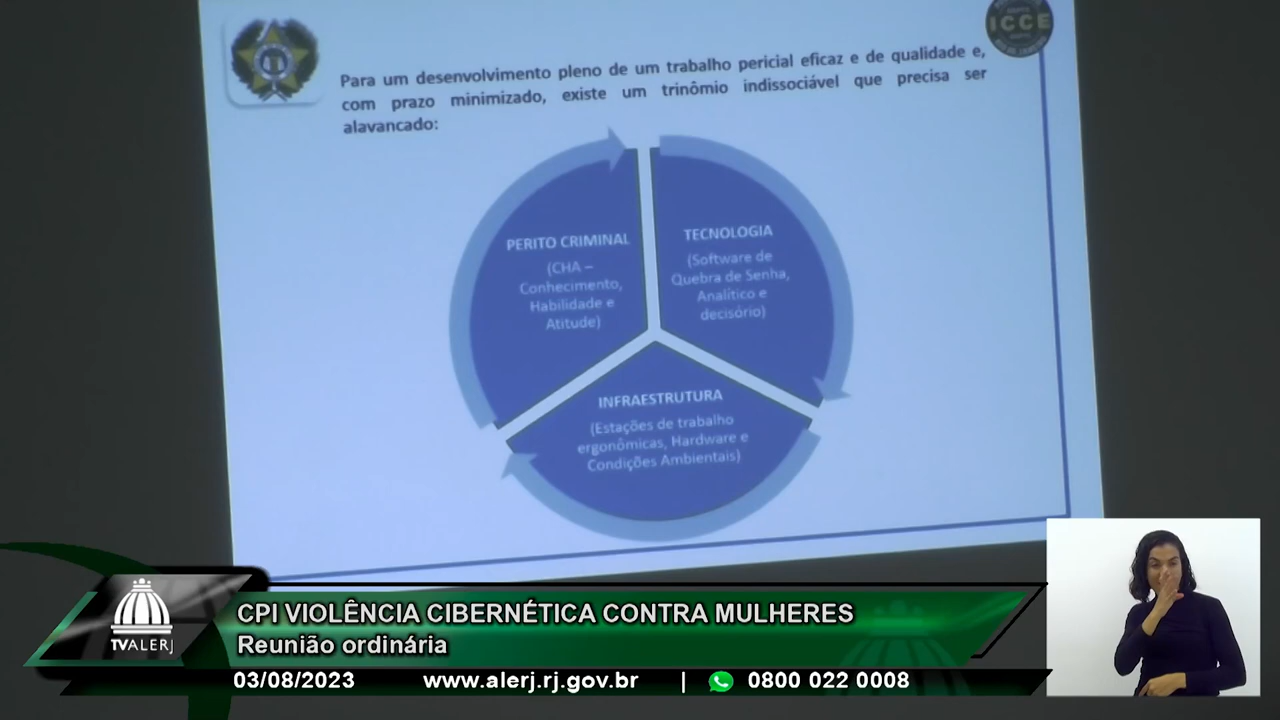 ICCE
Para um desenvolvimento pleno de um trabalho pericial eficaz e de qualidade e,
com prazo minimizado, existe um trinômio indissociável que precisa ser
alavancado:
PERITO CRIMINAL
(CHA –
Conhecimento,
Habilidade e
Atitude)
TECNOLOGIA
(Software de
Quebra de Senha,
Analítico e
decisório)
INFRAESTRUTURA
(Estações de trabalho
ergonômicas, Hardware e
Condições Ambientais)
TVALERJ
CPI VIOLÊNCIA CIBERNÉTICA CONTRA MULHERES
Reunião ordinária
03/08/2023 www.alerj.rj.gov.br | 0800 022 0008